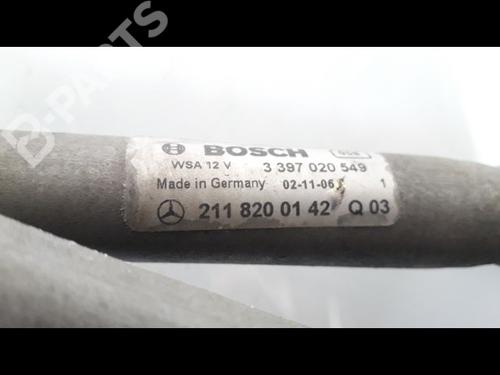 B-PARTS
BOSCH
WSA 12 V 3 397 020 549
Made in Germany 02-11-06 1
211 820 01 42 Q 03